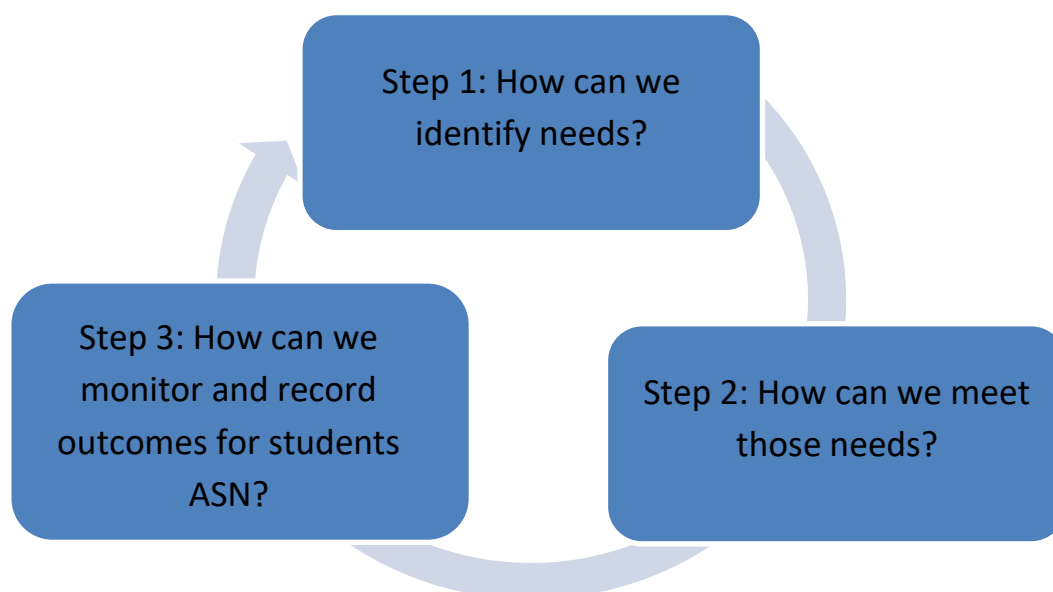 Step 1: How can we
identify needs?
Step 2: How can we meet
those needs?
Step 3: How can we
monitor and record
outcomes for students
ASN?